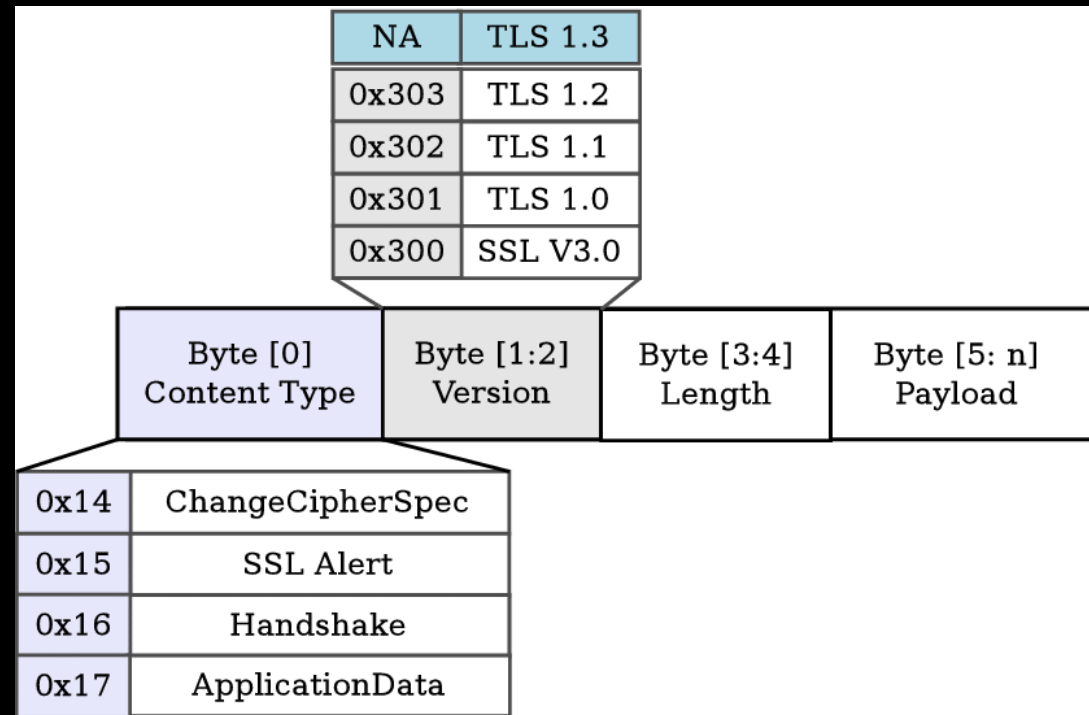 NA TLS 1.3
0x303 TLS 1.2
0x302 TLS 1.1
0x301 TLS 1.0
0x300 SSL V3.0
Byte [0]
Content Type
Byte [1:2]
Version
Byte [3:4]
Length
Byte [5: n]
Payload
0x14 ChangeCipherSpec
0x15 SSL Alert
0x16 Handshake
0x17 ApplicationData